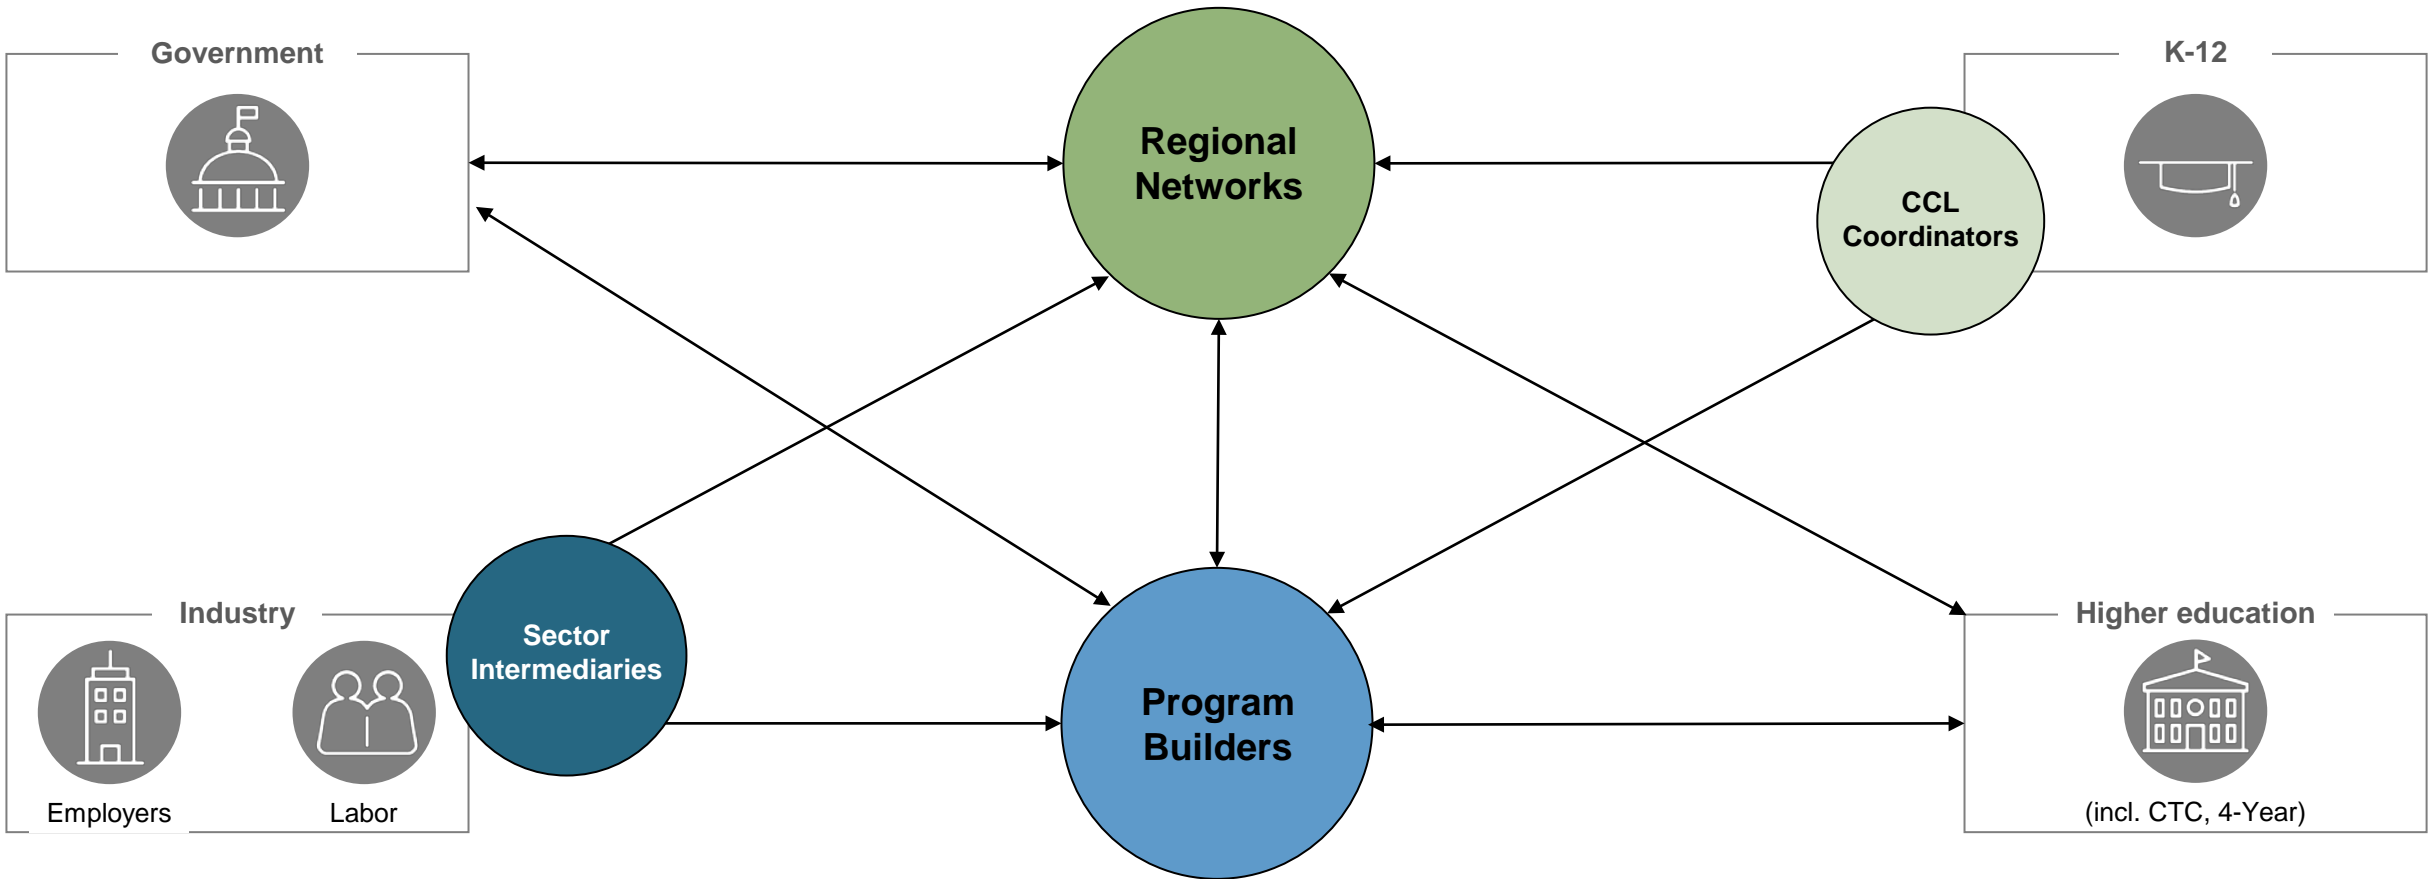 Government
Regional
Networks
K-12
CCL
Coordinators
Industry
Employers
Labor
Sector
Intermediaries
Program
Builders
Higher education
(incl. CTC, 4-Year)